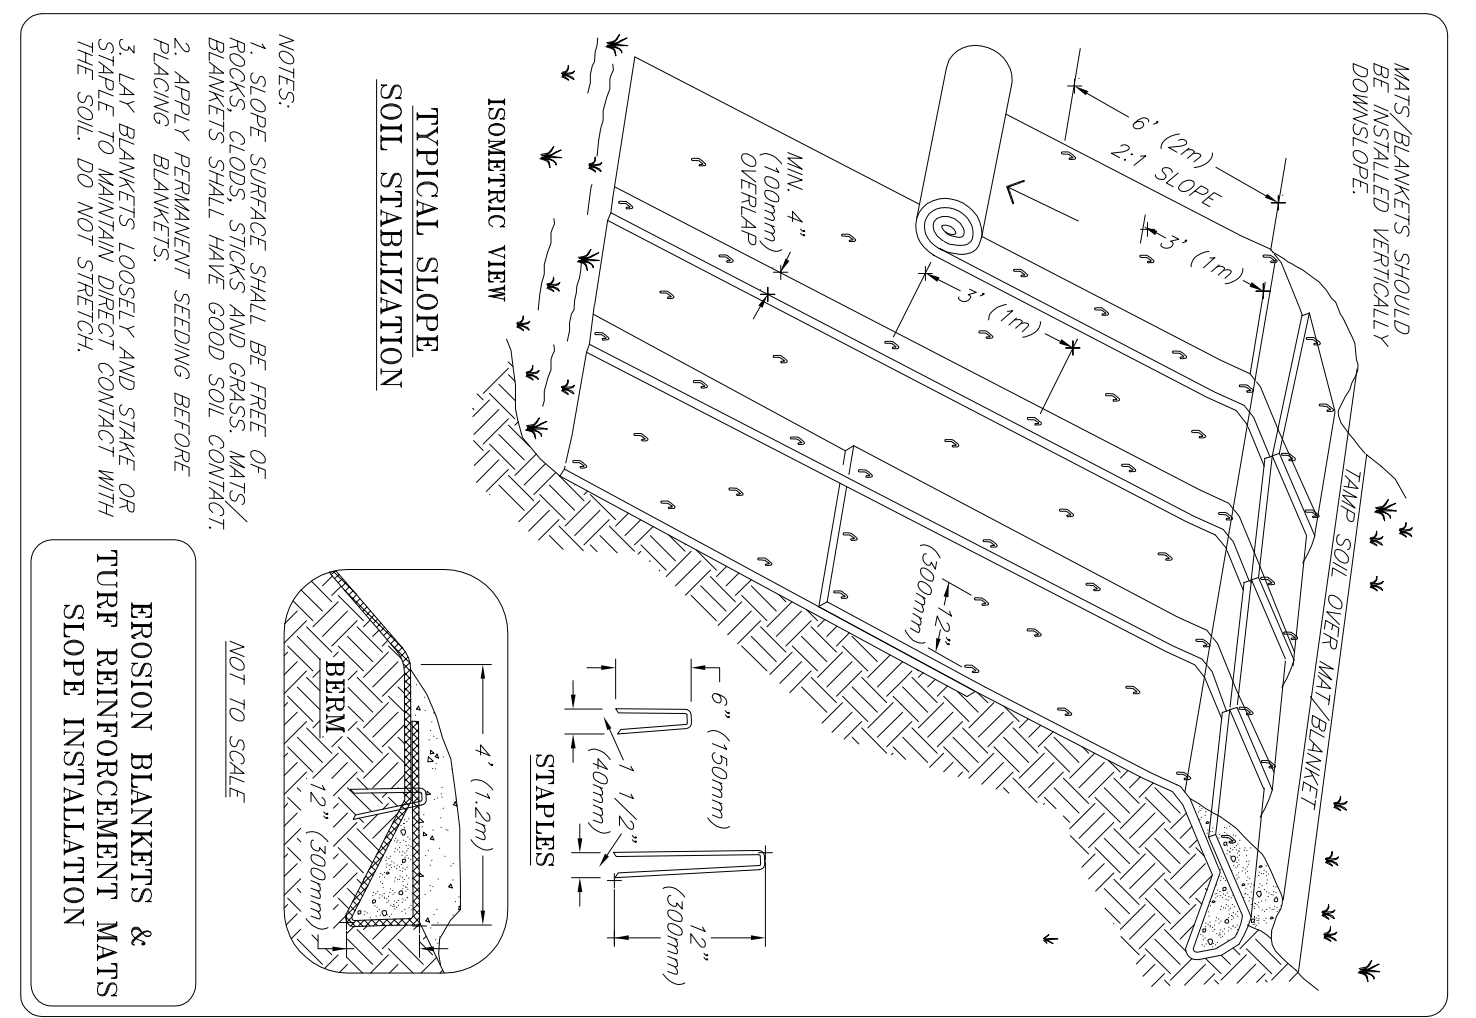 MATS/BLANKETS SHOULD
BE INSTALLED VERTICALLY
DOWNSLOPE.
6' (2m)
2:1 SLOPE
3' (1m)
3' (1m)
MIN. 4"
(100mm)
OVERLAP
TAMP SOIL OVER MAT/BLANKET
12"
(300mm)
ISOMETRIC VIEW
TYPICAL SLOPE
SOIL STABLIZATION
6" (150mm)
1 1/2"
(40mm)
12"
(300mm)
STAPLES
4' (1.2m)
BERM
12" (300mm)
NOT TO SCALE
NOTES:
1. SLOPE SURFACE SHALL BE FREE OF
ROCKS, CLODS, STICKS AND GRASS. MATS/
BLANKETS SHALL HAVE GOOD SOIL CONTACT.
2. APPLY PERMANENT SEEDING BEFORE
PLACING BLANKETS.
3. LAY BLANKETS LOOSELY AND STAKE OR
STAPLE TO MAINTAIN DIRECT CONTACT WITH
THE SOIL. DO NOT STRETCH.
EROSION BLANKETS &
TURF REINFORCEMENT MATS
SLOPE INSTALLATION